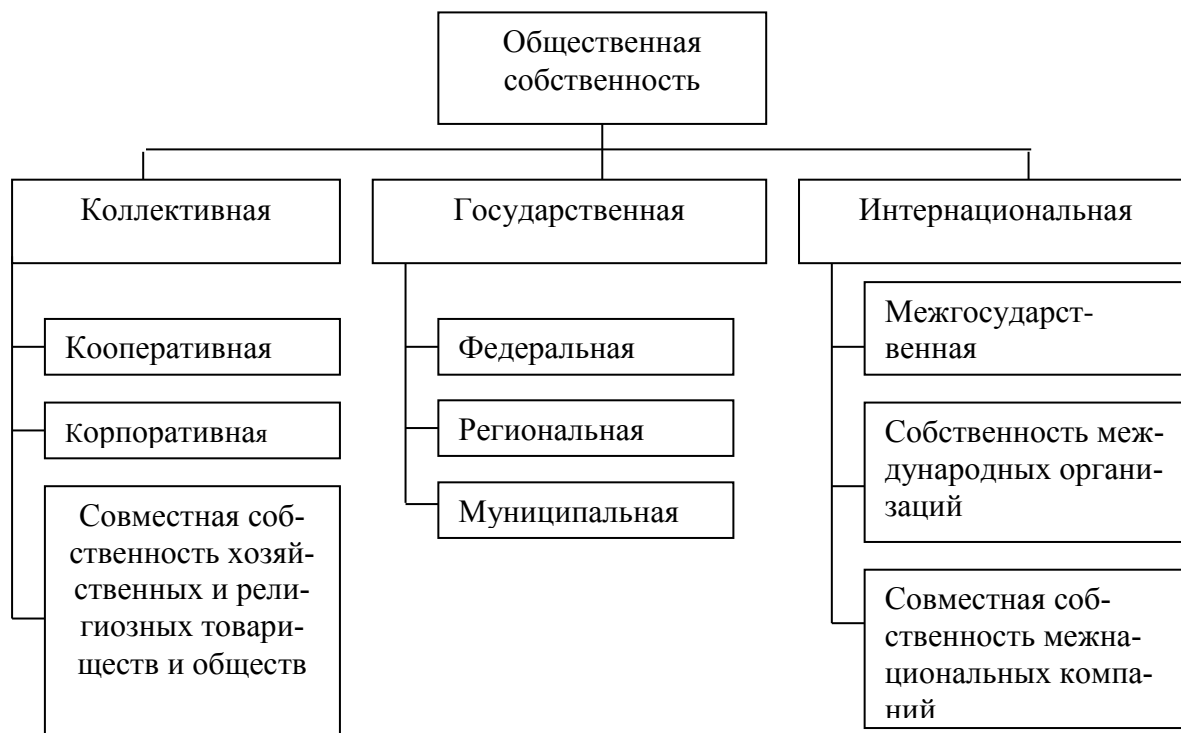 Общественная
собственность
Коллективная
Государственная
Интернациональная
Кооперативная
Корпоративная
Совместная соб-
ственность хозяй-
ственных и рели-
гиозных товари-
ществ и обществ
Федеральная
Региональная
Муниципальная
Межгосударст-
венная
Собственность меж-
дународных органи-
заций
Совместная соб-
ственность межна-
циональных компа-
ний